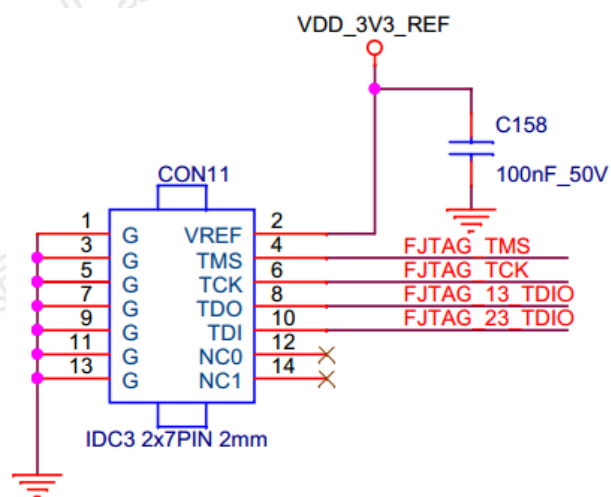 VDD_3V3_REF
C158
100nF_50V
CON11
1 G VREF 2
3 G TMS 4 FJTAG_TMS
5 G TCK 6 FJTAG_TCK
7 G TDO 8 FJTAG_13_TDIO
9 G TDI 10 FJTAG_23_TDIO
11 G NC0 12
13 G NC1 14
IDC3 2x7PIN 2mm